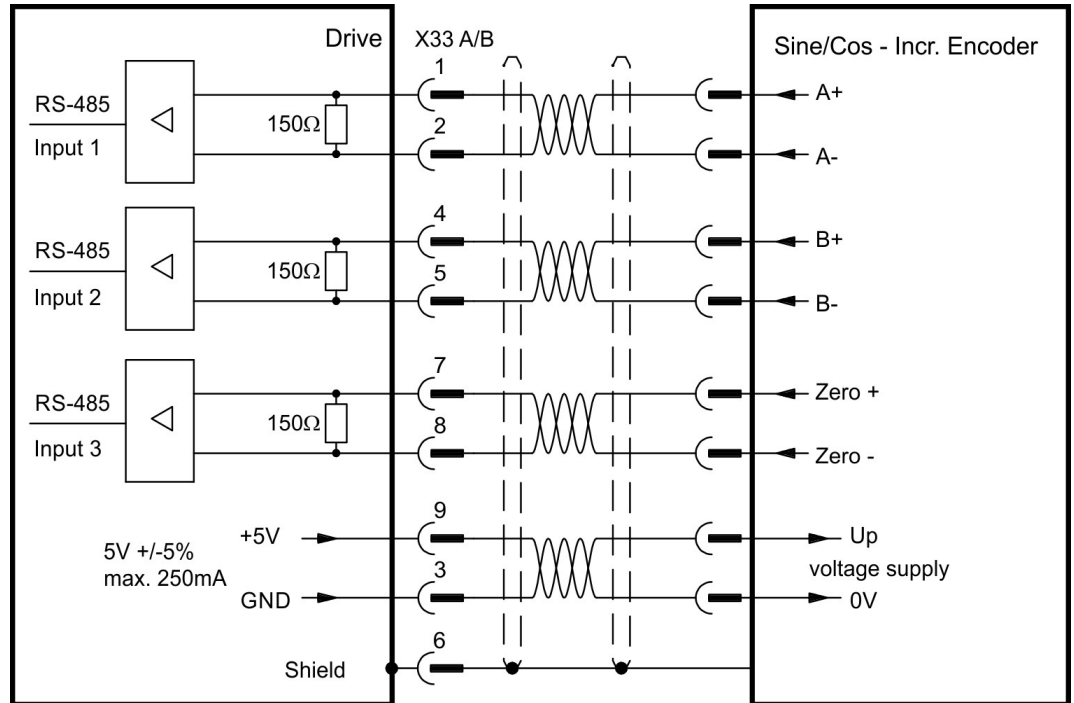 Drive
X33 A/B
Sine/Cos - Incr. Encoder
RS-485
Input 1
150Ω
1
2
A+
A-
RS-485
Input 2
150Ω
4
5
B+
B-
RS-485
Input 3
150Ω
7
8
Zero +
Zero -
5V +/-5%
max. 250mA
+5V
GND
9
3
Up
voltage supply
0V
Shield
6